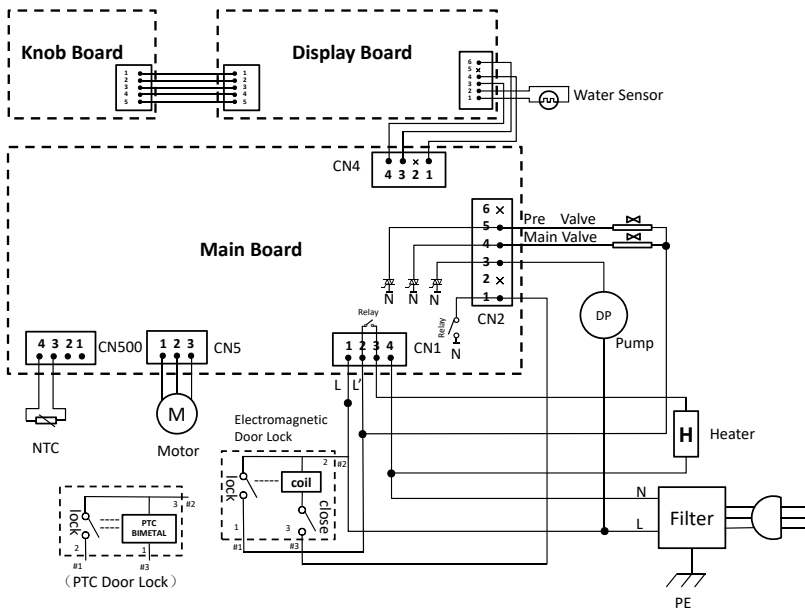 Knob Board
1
2
3
4
5
Display Board
1
2
3
4
5
6
5
4
3
2
1
Water Sensor
CN4
4 3 2 1
Main Board
6
5
4
3
2
1
CN2
Pre Valve
Main Valve
N N N
Relay
N
Relay
DP
Pump
4 3 2 1
CN500
1 2 3
CN5
1 2 3 4
CN1
L L'
NTC
M
Motor
Electromagnetic
Door Lock
lock
coil
close
2
#2
1
3
#1
#3
H
Heater
N
L
Filter
PE
lock
PTC
BIMETAL
3
#2
2
1
#1
#3
（PTC Door Lock）